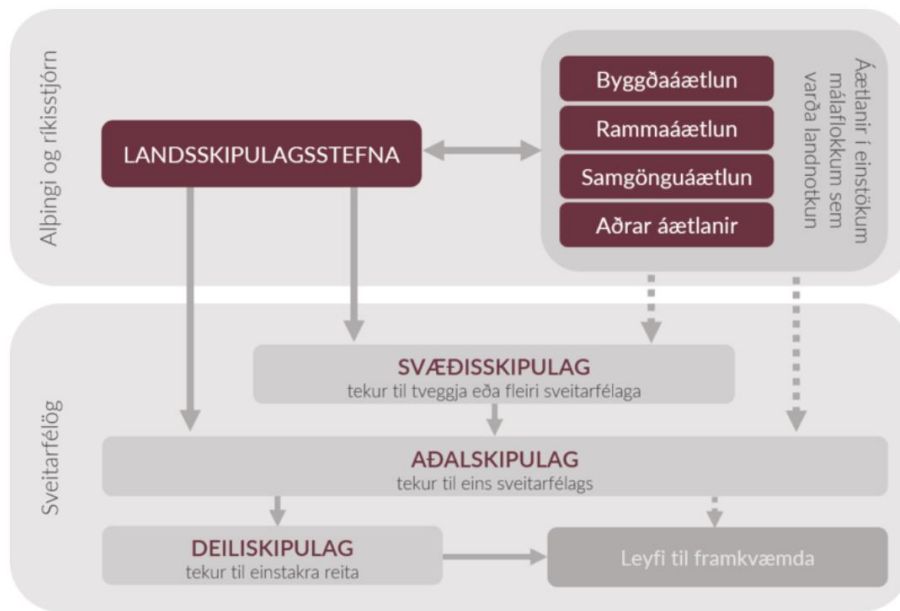 Alþingi og ríkisstjórn
LANDSSKIPULAGSSTEFNA
Byggðaáætlun
Rammaáætlun
Samgönguáætlun
Aðrar áætlanir
Áætlanir í einstökum
málaflokkum sem
varða landnotkun
Sveitarfélög
SVÆÐISSKIPULAG
tekur til tveggja eða fleiri sveitarfélaga
AÐALSKIPULAG
tekur til eins sveitarfélags
DEILISKIPULAG
tekur til einstakra reita
Leyfi til framkvæmda